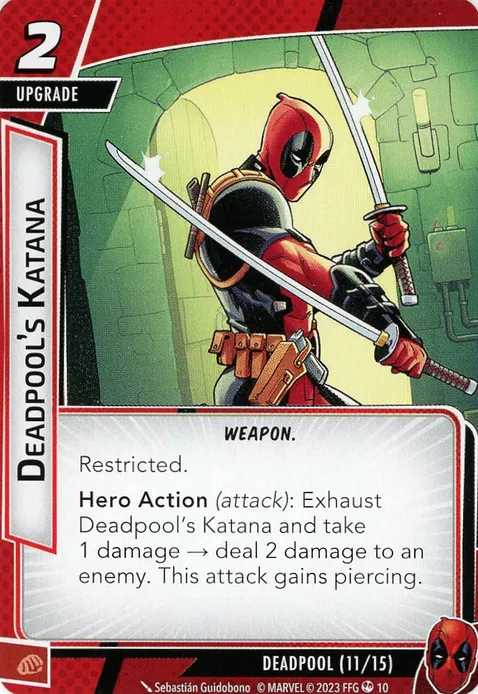 2
UPGRADE
DEADPOOL'S KATANA
WEAPON.
Restricted.
Hero Action (attack): Exhaust
Deadpool's Katana and take
1 damage → deal 2 damage to an
enemy. This attack gains piercing.
DEADPOOL (11/15)
Sebastián Guidobono © MARVEL © 2023 FFG 10